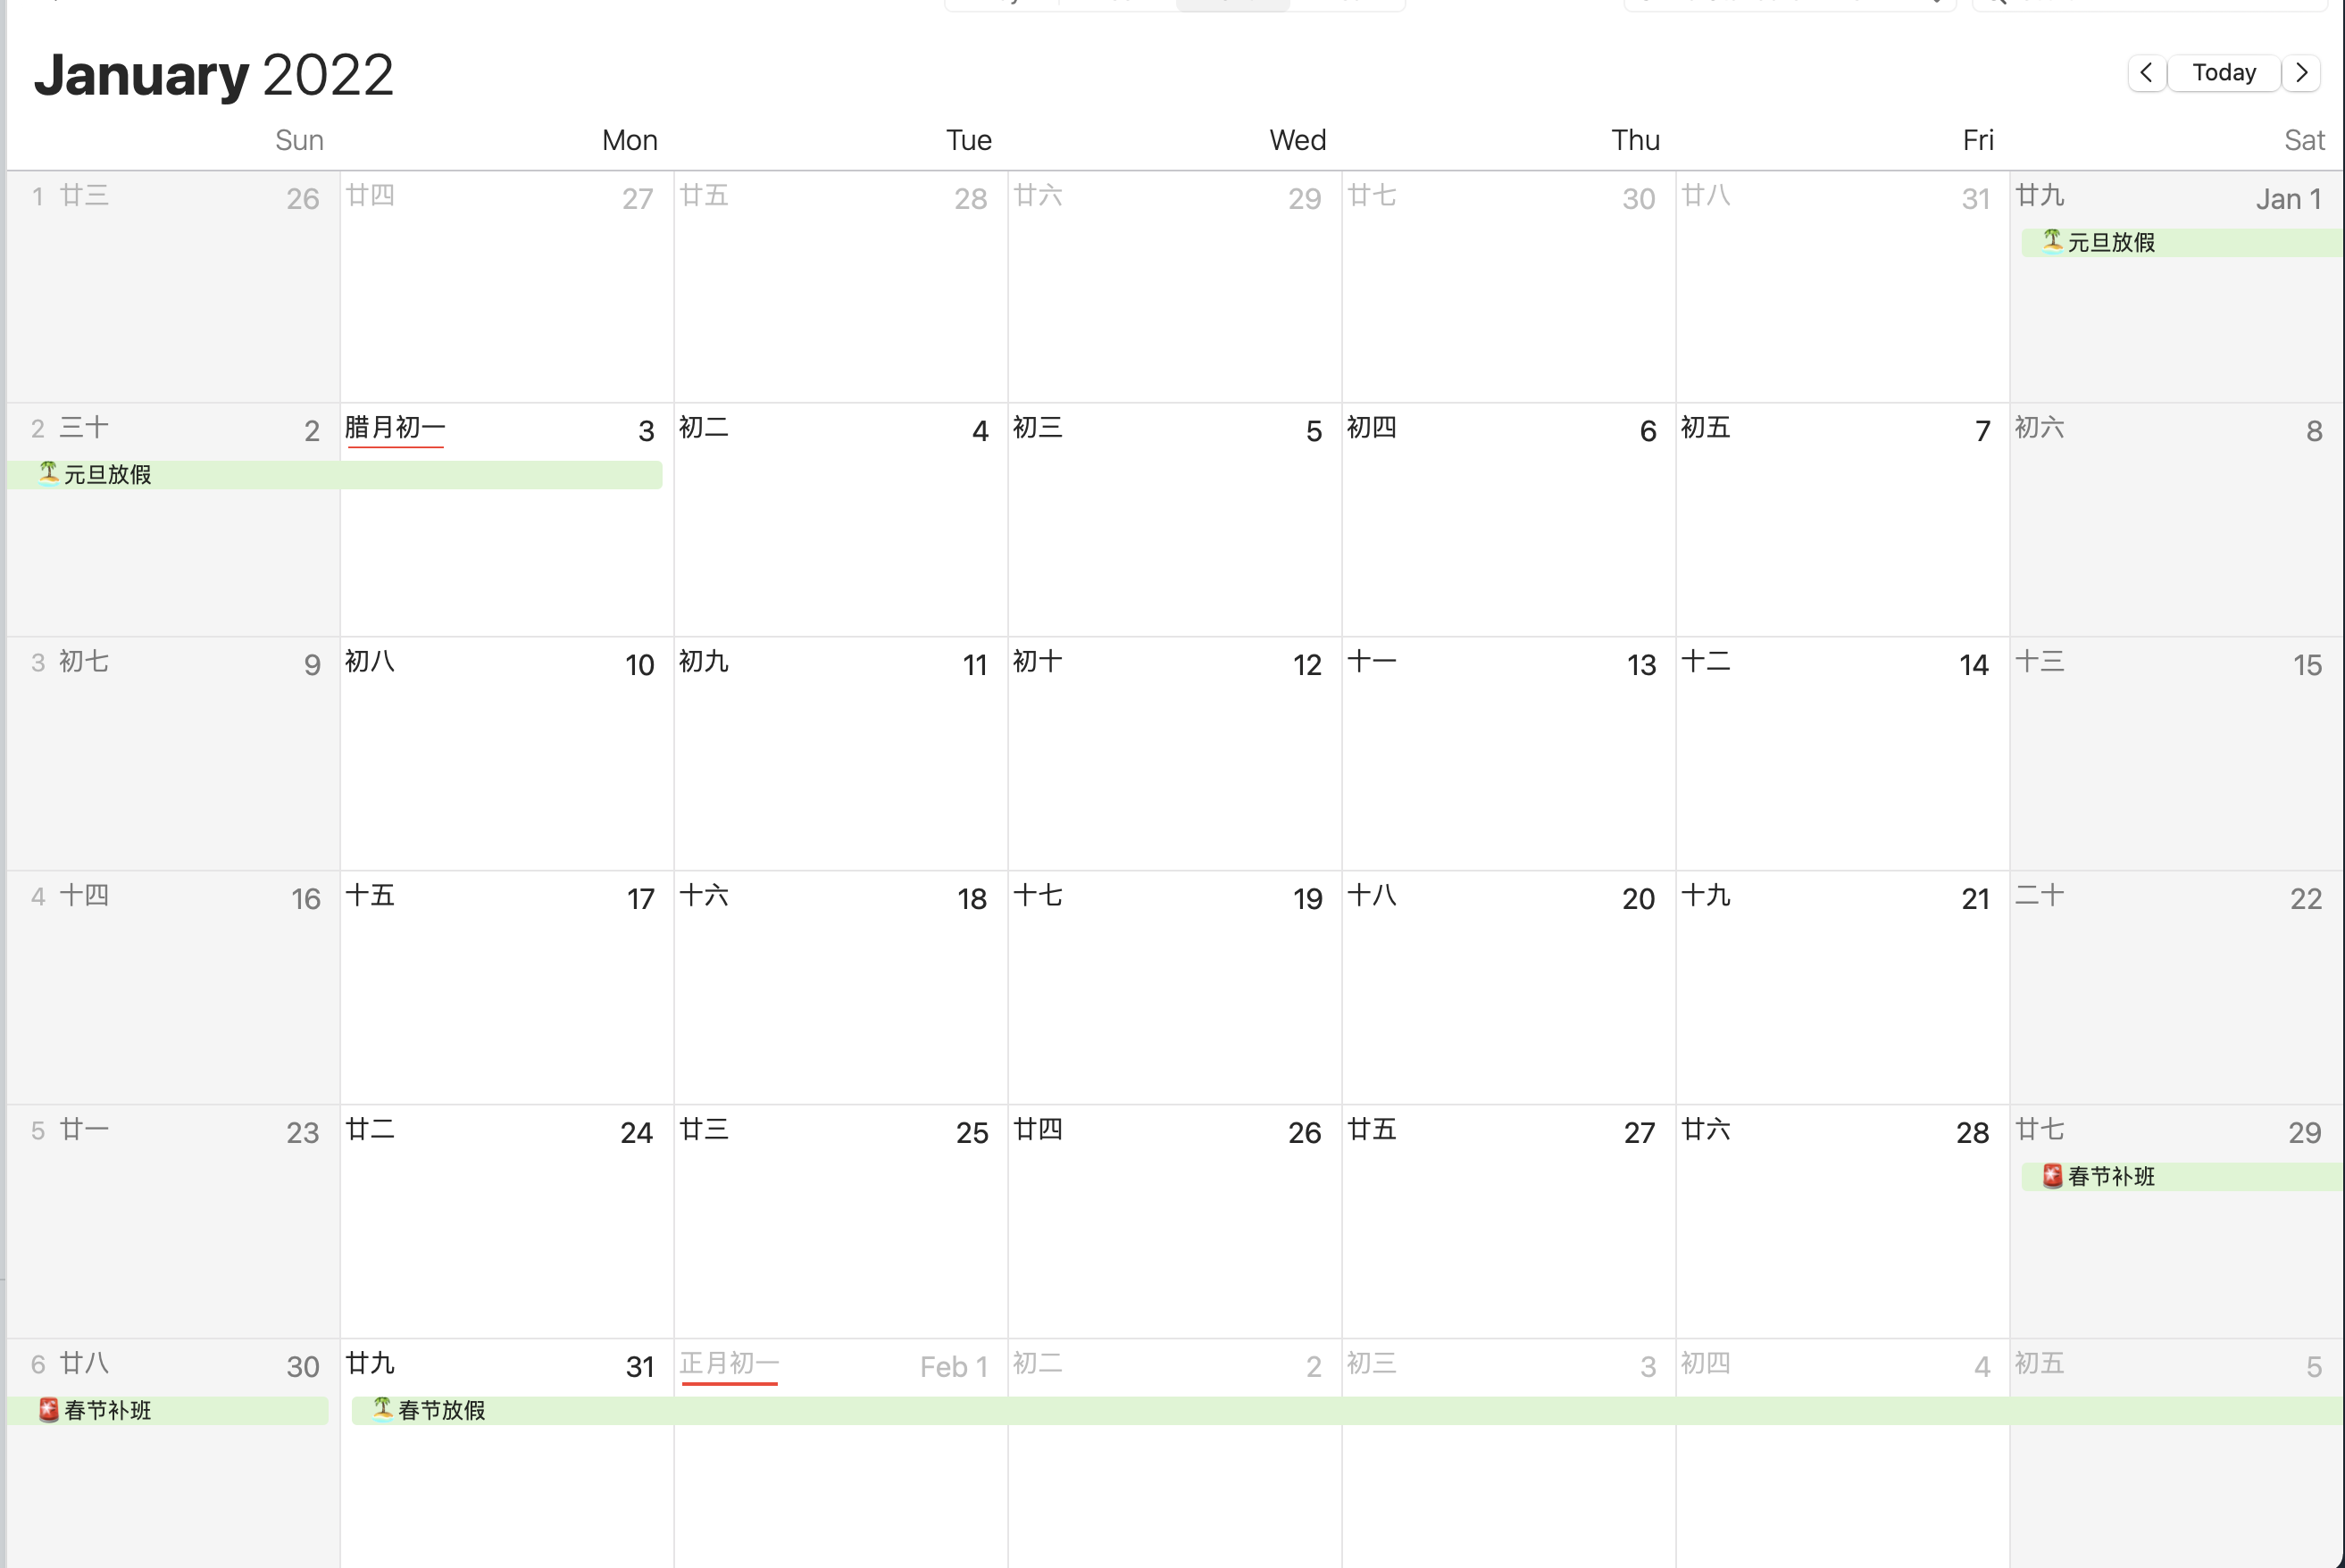 January 2022
Today
Sun Mon Tue Wed Thu Fri Sat
1 廿三 26 廿四 27 廿五 28 廿六 29 廿七 30 廿八 31 廿九 Jan 1
🏝️元旦放假
2 三十 2 腊月初一 3 初二 4 初三 5 初四 6 初五 7 初六 8
🏝️元旦放假
3 初七 9 初八 10 初九 11 初十 12 十一 13 十二 14 十三 15
4 十四 16 十五 17 十六 18 十七 19 十八 20 十九 21 二十 22
5 廿一 23 廿二 24 廿三 25 廿四 26 廿五 27 廿六 28 廿七 29
🚨春节补班
6 廿八 30 廿九 31 正月初一 Feb 1 初二 2 初三 3 初四 4 初五 5
🚨春节补班 🏝️春节放假